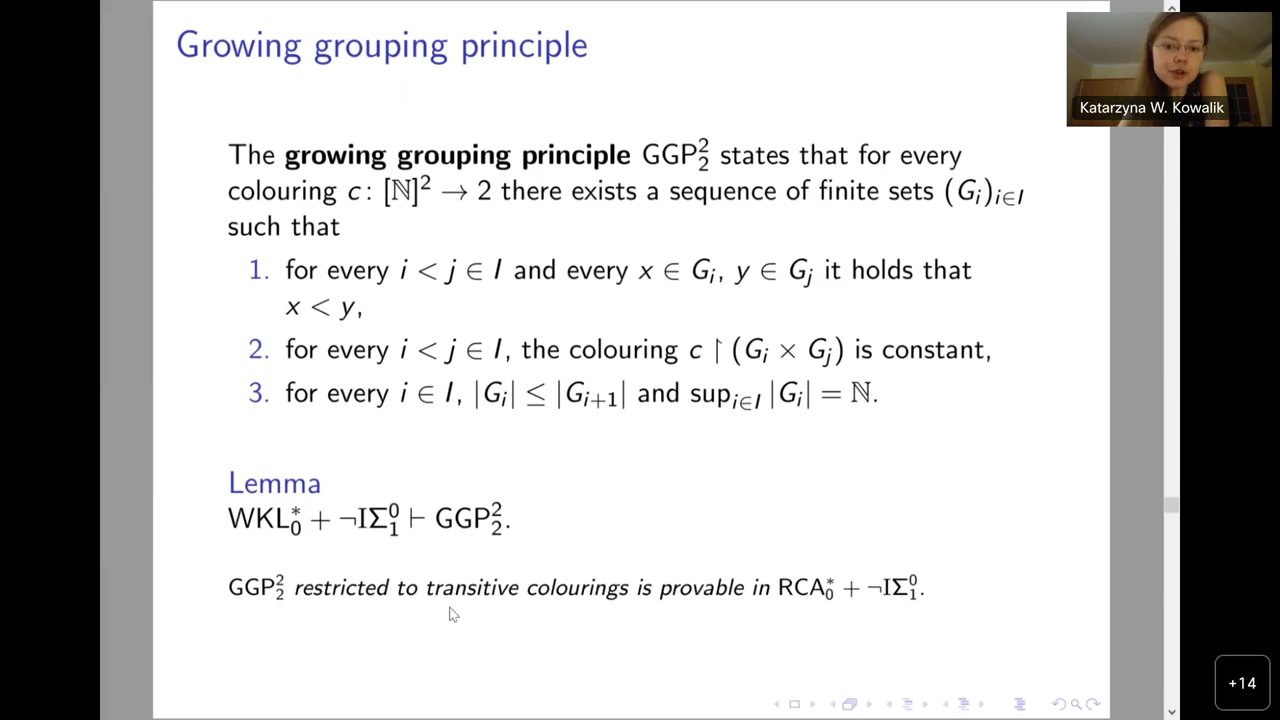 Growing grouping principle
Katarzyna W. Kowalik
The growing grouping principle GGP²₂ states that for every
colouring c: [ℕ]² → 2 there exists a sequence of finite sets (Gᵢ)ᵢ∈I
such that
1. for every i < j ∈ I and every x ∈ Gᵢ, y ∈ Gⱼ it holds that
x < y,
2. for every i < j ∈ I, the colouring c ↾ (Gᵢ × Gⱼ) is constant,
3. for every i ∈ I, |Gᵢ| ≤ |Gᵢ₊₁| and supᵢ∈I |Gᵢ| = ℕ.
Lemma
WKL*₀ + ¬IΣ⁰₁ ⊢ GGP²₂.
GGP²₂ restricted to transitive colourings is provable in RCA*₀ + ¬IΣ⁰₁.
+14